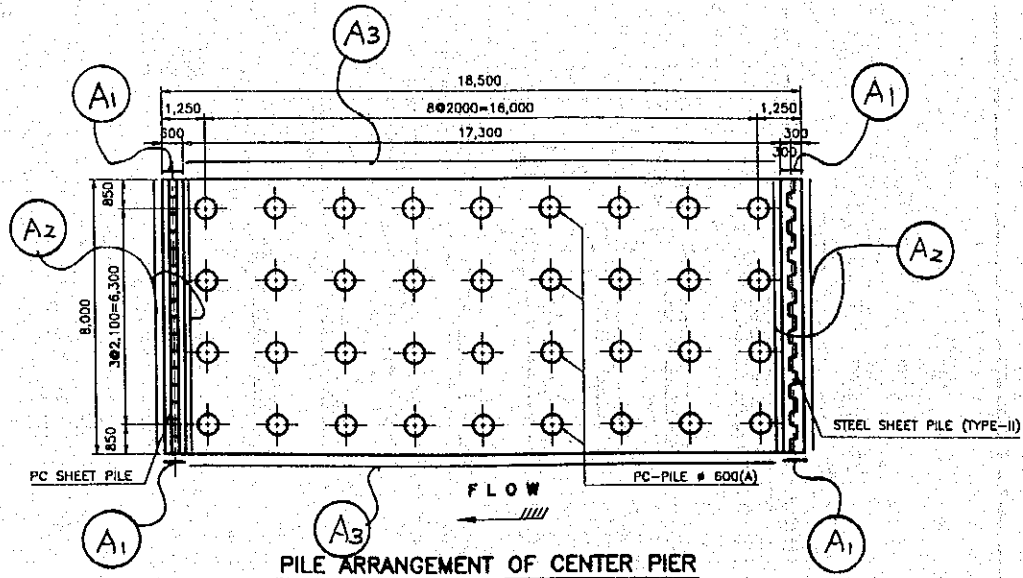 A3
18,500
A1
1,250
8@2000=16,000
1,250
A1
600
17,300
300
300
850
A2
A2
8,000
3@2,100=6,300
850
STEEL SHEET PILE (TYPE-II)
PC SHEET PILE
FLOW
PC-PILE ø 600(A)
A1
A3
A1
PILE ARRANGEMENT OF CENTER PIER